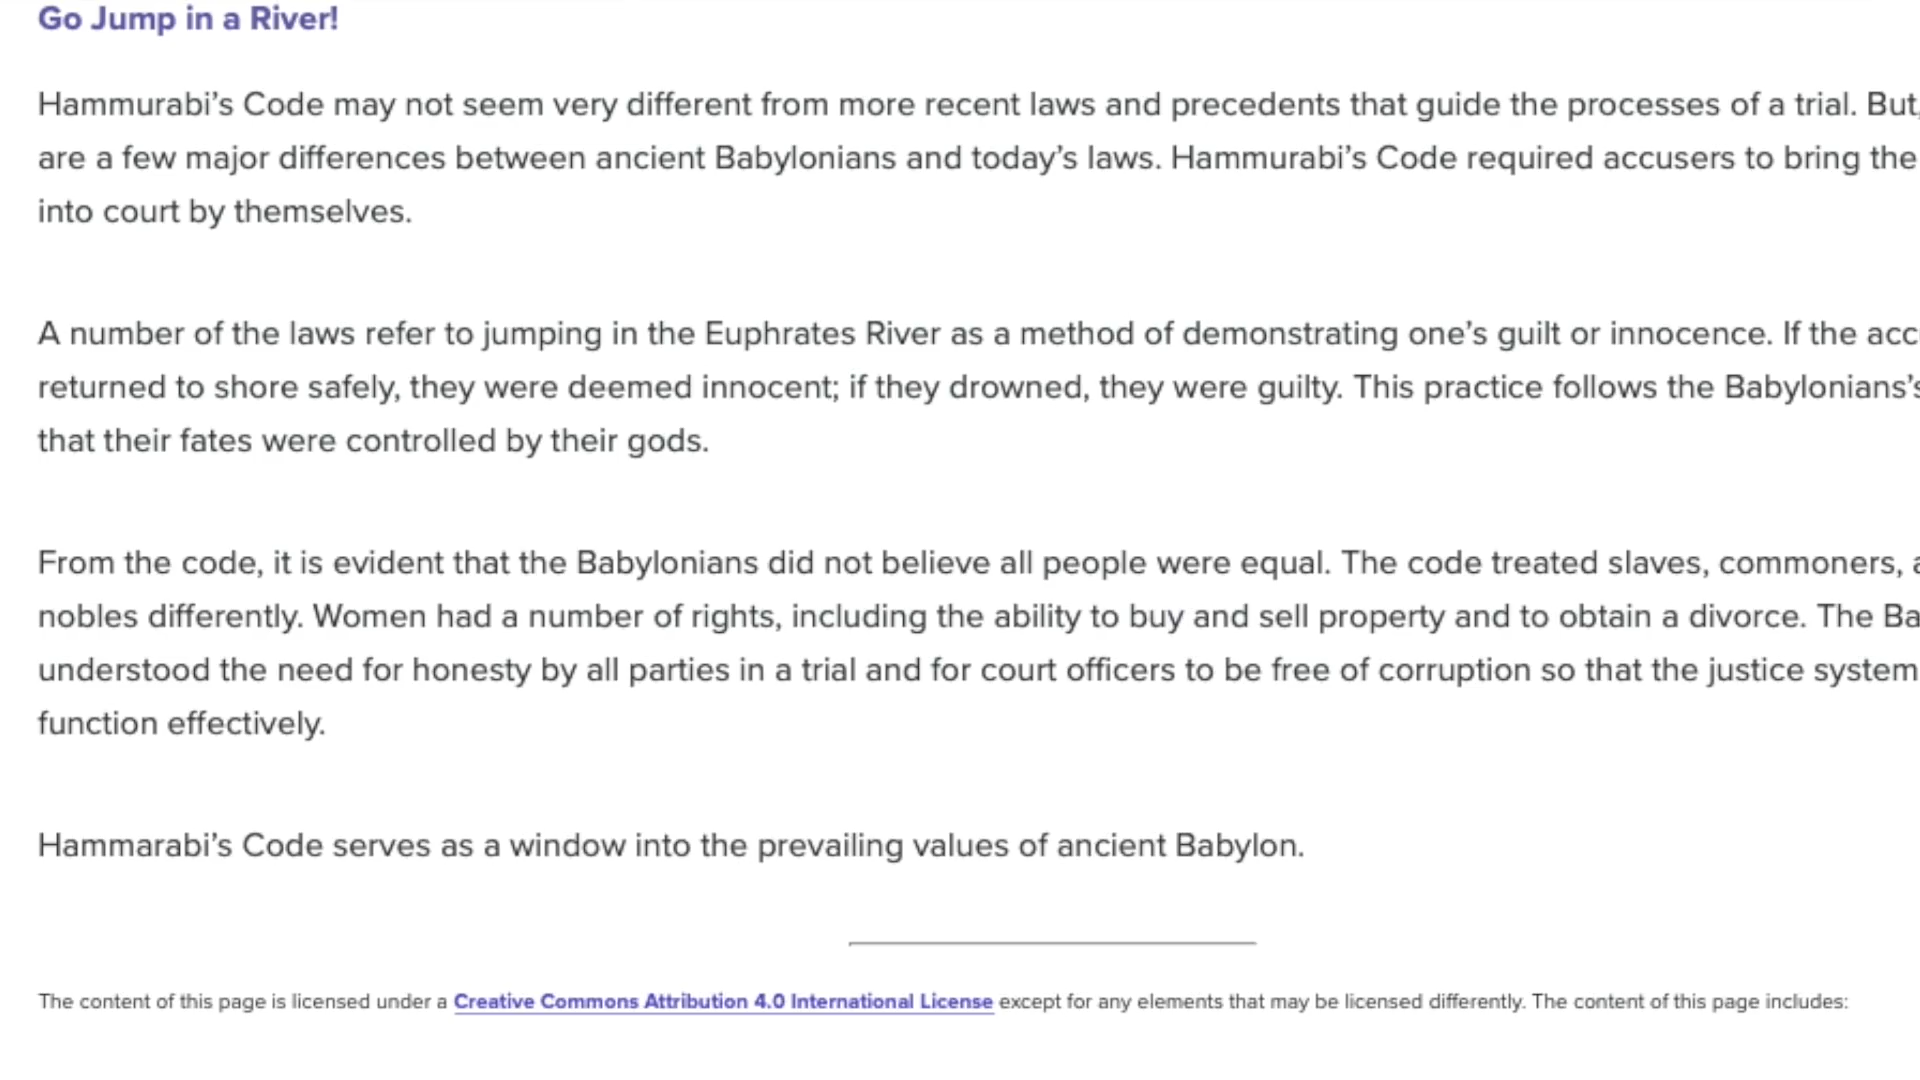 Go Jump in a River!
Hammurabi’s Code may not seem very different from more recent laws and precedents that guide the processes of a trial. But,
are a few major differences between ancient Babylonians and today’s laws. Hammurabi’s Code required accusers to bring the
into court by themselves.
A number of the laws refer to jumping in the Euphrates River as a method of demonstrating one’s guilt or innocence. If the
returned to shore safely, they were deemed innocent; if they drowned, they were guilty. This practice follows the Babylonians’s
that their fates were controlled by their gods.
From the code, it is evident that the Babylonians did not believe all people were equal. The code treated slaves, commoners,
nobles differently. Women had a number of rights, including the ability to buy and sell property and to obtain a divorce. The
understood the need for honesty by all parties in a trial and for court officers to be free of corruption so that the justice system
function effectively.
Hammarabi’s Code serves as a window into the prevailing values of ancient Babylon.
The content of this page is licensed under a Creative Commons Attribution 4.0 International License except for any elements that may be licensed differently. The content of this page includes: